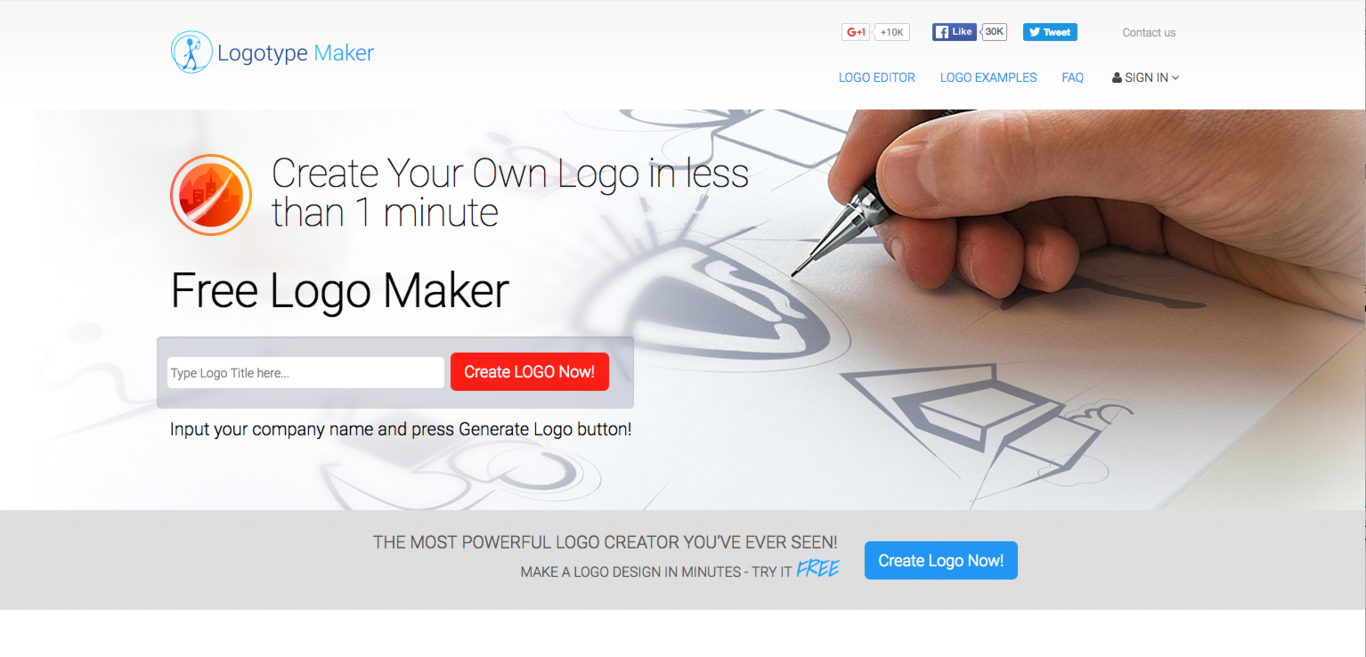 Logotype Maker
G+1
+10K
Like
30K
Tweet
Contact us
LOGO EDITOR
LOGO EXAMPLES
FAQ
SIGN IN
Create Your Own Logo in less
than 1 minute
Free Logo Maker
Type Logo Title here...
Create LOGO Now!
Input your company name and press Generate Logo button!
THE MOST POWERFUL LOGO CREATOR YOU'VE EVER SEEN!
MAKE A LOGO DESIGN IN MINUTES - TRY IT FREE
Create Logo Now!